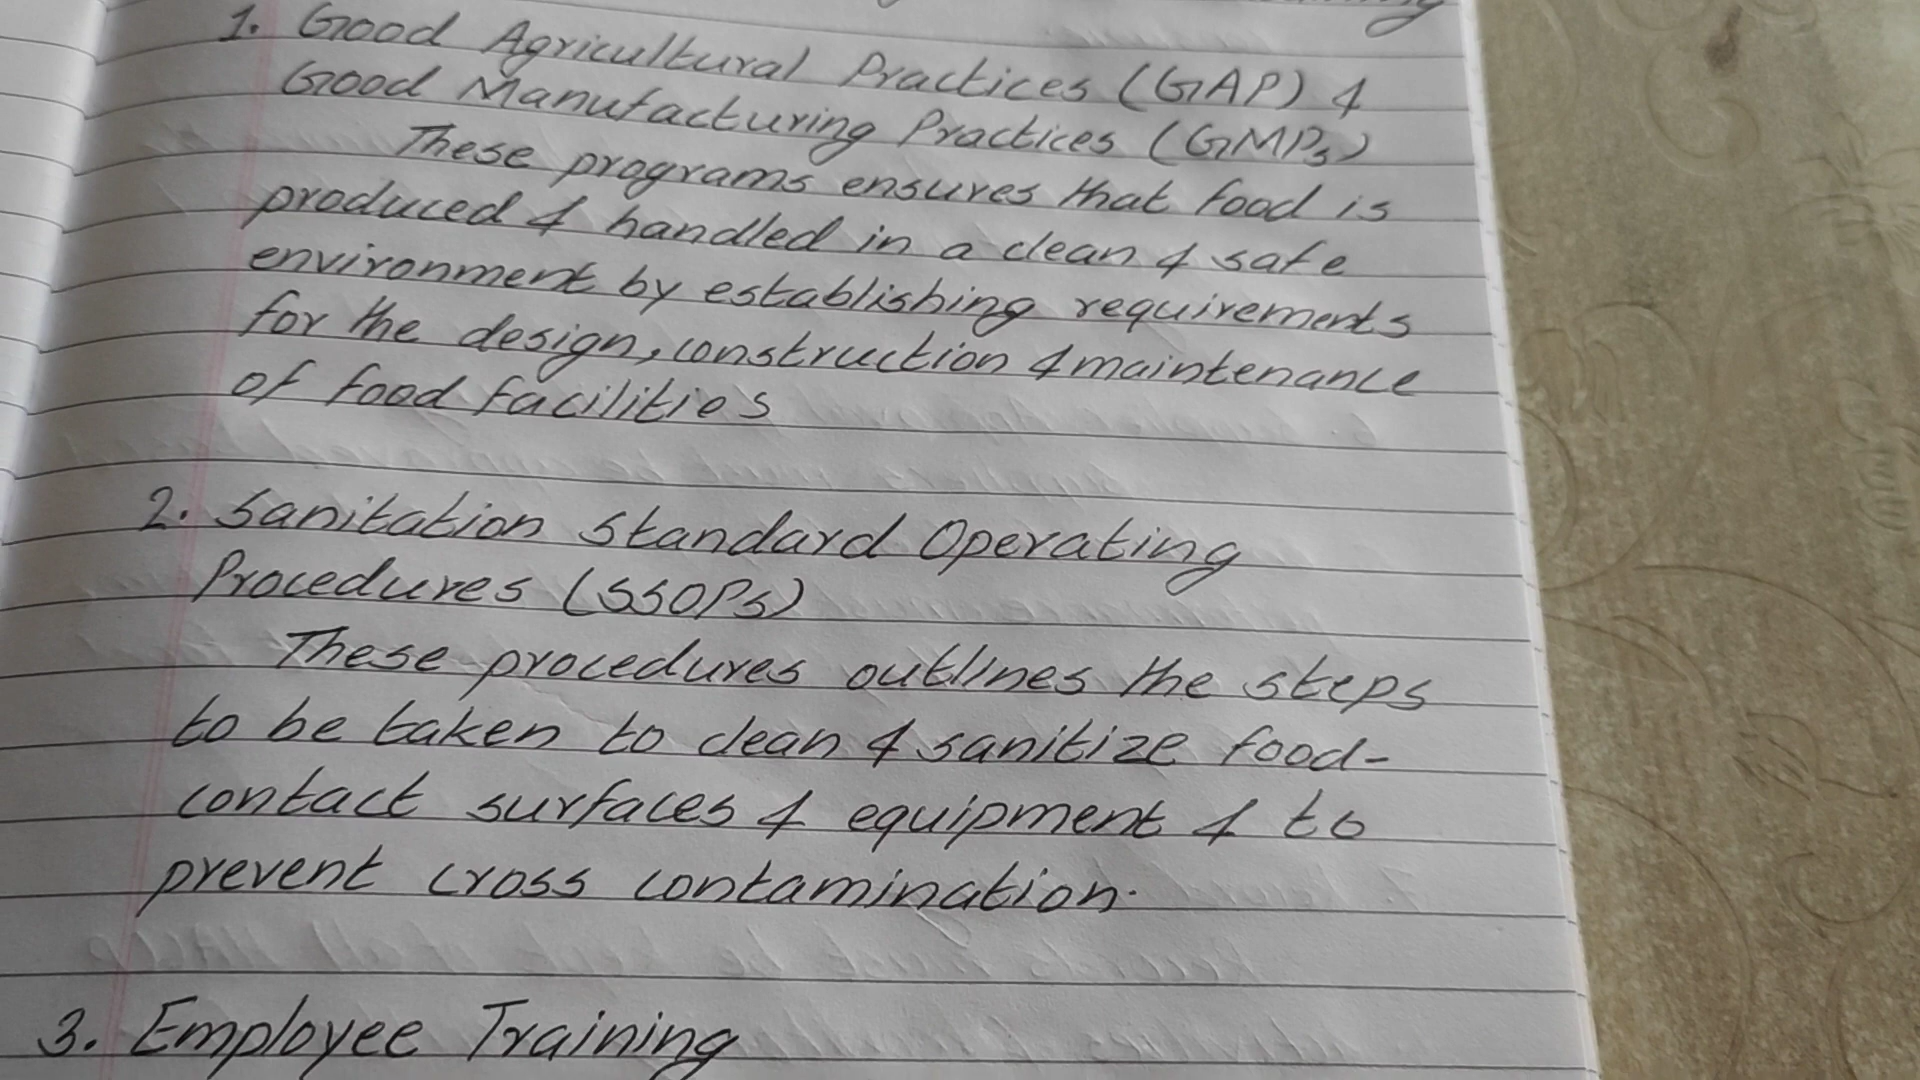 1. Good Agricultural Practices (GAP) &
Good Manufacturing Practices (GMPs)
These programs ensures that food is
produced & handled in a clean & safe
environment by establishing requirements
for the design, construction & maintenance
of food facilities
2. Sanitation Standard Operating
Procedures (SSOPs)
These procedures outlines the steps
to be taken to clean & sanitize food-
contact surfaces & equipment & to
prevent cross contamination.
3. Employee Training